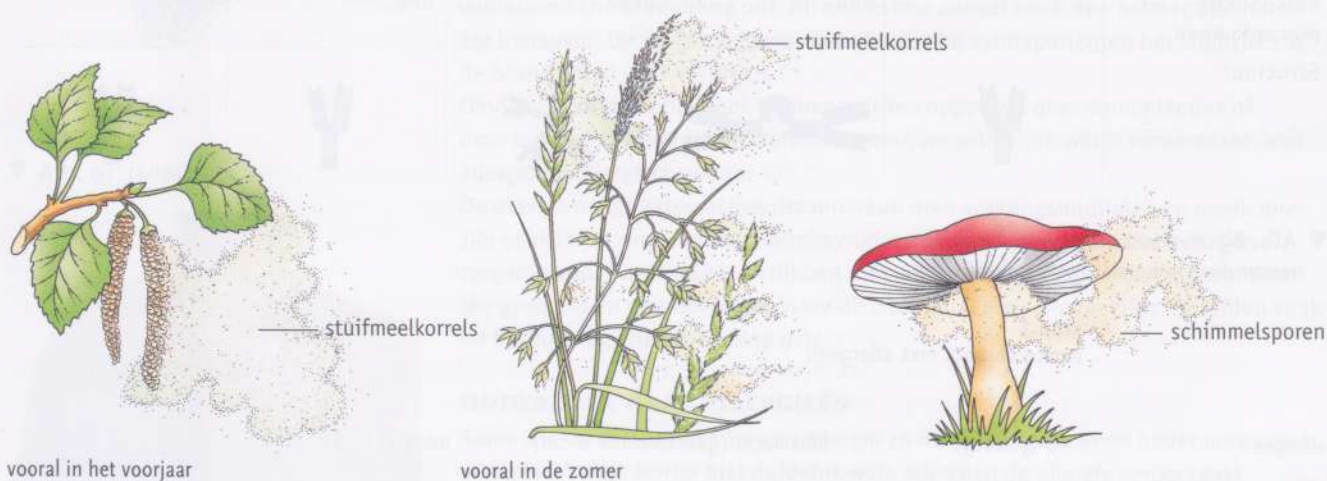 stuifmeelkorrels
stuifmeelkorrels
schimmelsporen
vooral in het voorjaar
vooral in de zomer